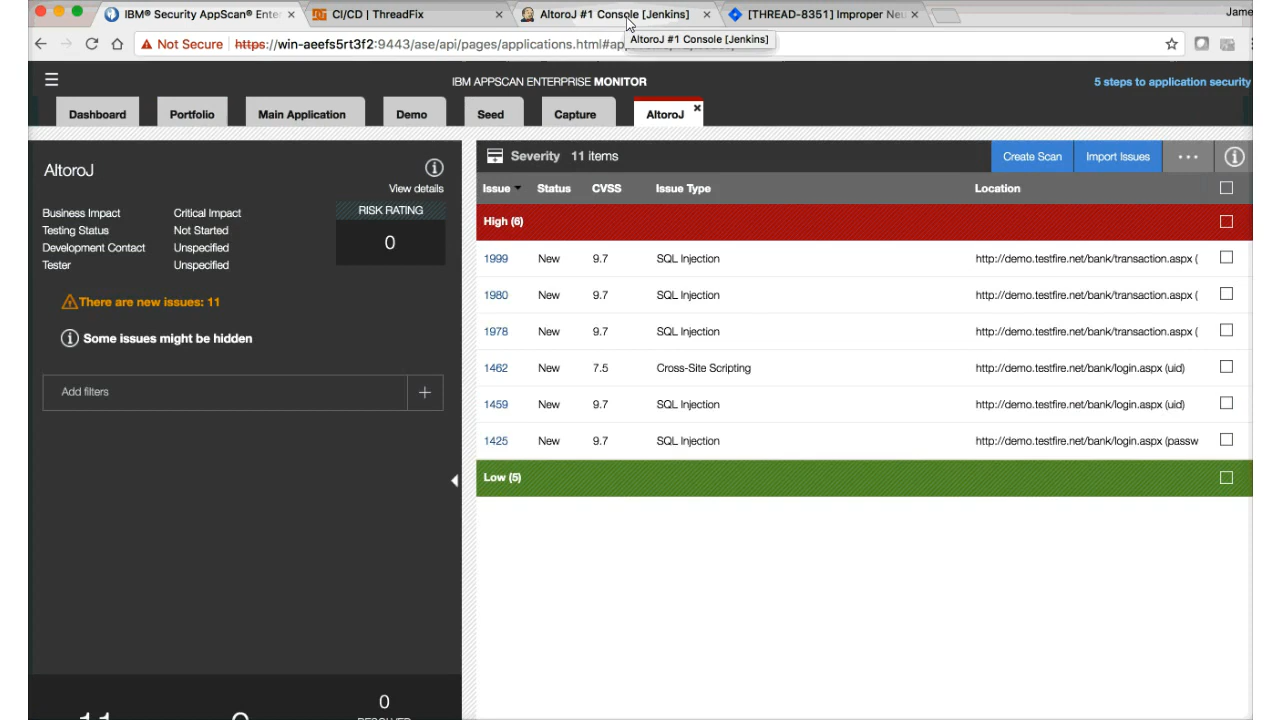 IBM® Security AppScan® Ente
CI/CD | ThreadFix
AltoroJ #1 Console [Jenkins]
[THREAD-8351] Improper Neu
Jame
Not Secure
https://win-aeefs5rt3f2:9443/ase/api/pages/applications.html#ap
AltoroJ #1 Console [Jenkins]
IBM APPSCAN ENTERPRISE MONITOR
5 steps to application security
Dashboard
Portfolio
Main Application
Demo
Seed
Capture
AltoroJ
AltoroJ
View details
Business Impact Critical Impact
Testing Status Not Started
Development Contact Unspecified
Tester Unspecified
RISK RATING
0
There are new issues: 11
Some issues might be hidden
Add filters
0
Severity 11 items
Create Scan
Import Issues
Issue Status CVSS Issue Type Location
High (6)
1999 New 9.7 SQL Injection http://demo.testfire.net/bank/transaction.aspx (
1980 New 9.7 SQL Injection http://demo.testfire.net/bank/transaction.aspx (
1978 New 9.7 SQL Injection http://demo.testfire.net/bank/transaction.aspx (
1462 New 7.5 Cross-Site Scripting http://demo.testfire.net/bank/login.aspx (uid)
1459 New 9.7 SQL Injection http://demo.testfire.net/bank/login.aspx (uid)
1425 New 9.7 SQL Injection http://demo.testfire.net/bank/login.aspx (passw
Low (5)